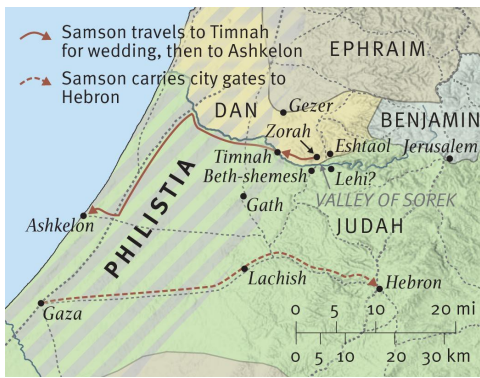 Samson travels to Timnah
for wedding, then to Ashkelon
Samson carries city gates to
Hebron
EPHRAIM
DAN
Gezer
BENJAMIN
Zorah
Eshtaol
Jerusalem
Timnah
Beth-shemesh
Lehi?
VALLEY OF SOREK
Gath
JUDAH
PHILISTIA
Ashkelon
Lachish
Hebron
Gaza
0 5 10 20 mi
0 5 10 20 30 km